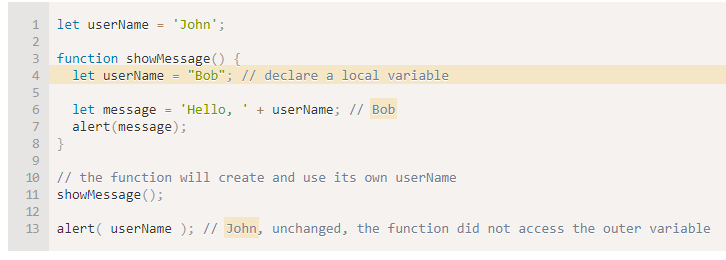 1 let userName = 'John';
2
3 function showMessage() {
4 let userName = "Bob"; // declare a local variable
5
6 let message = 'Hello, ' + userName; // Bob
7 alert(message);
8 }
9
10 // the function will create and use its own userName
11 showMessage();
12
13 alert( userName ); // John, unchanged, the function did not access the outer variable